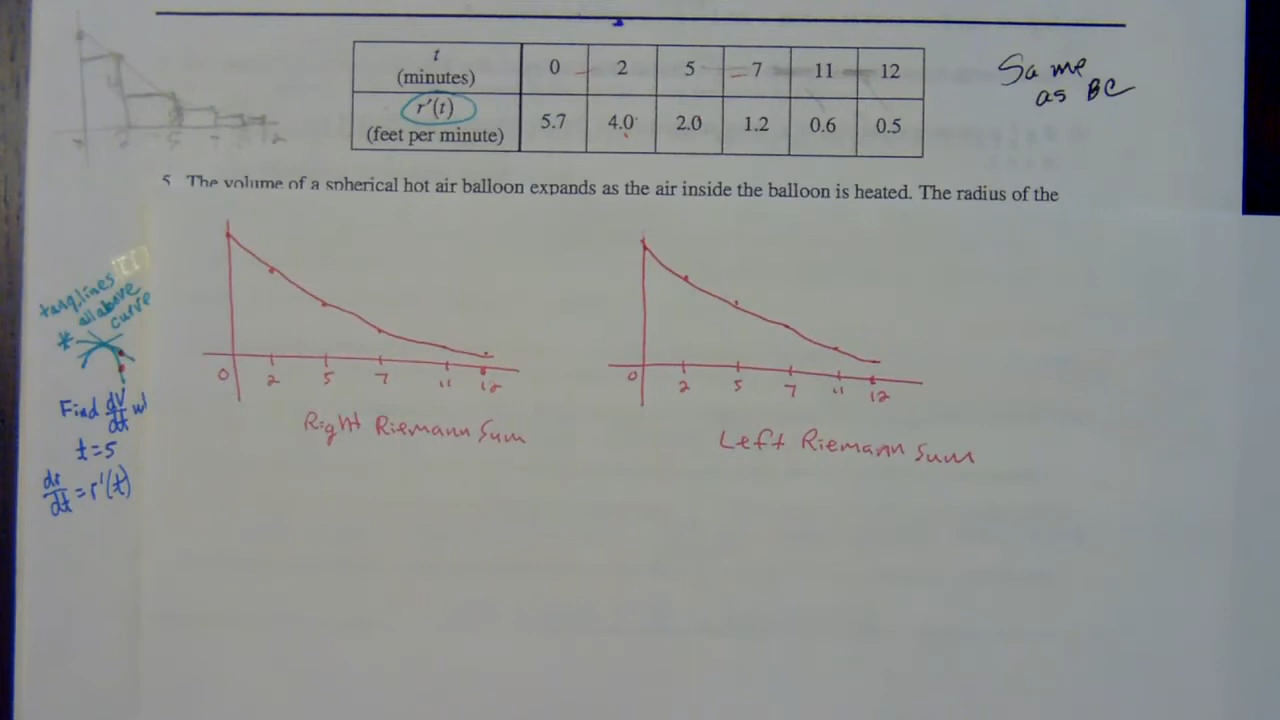 t
(minutes)
0 2 5 7 11 12
r'(t)
(feet per minute)
5.7 4.0 2.0 1.2 0.6 0.5
Same
as BC
5. The volume of a spherical hot air balloon expands as the air inside the balloon is heated. The radius of the
tang. lines
* all above
curve
Find dV/dt w/
t=5
dr/dt = r'(t)
0 2 5 7 11 12
Right Riemann Sum
0 2 5 7 11 12
Left Riemann Sum